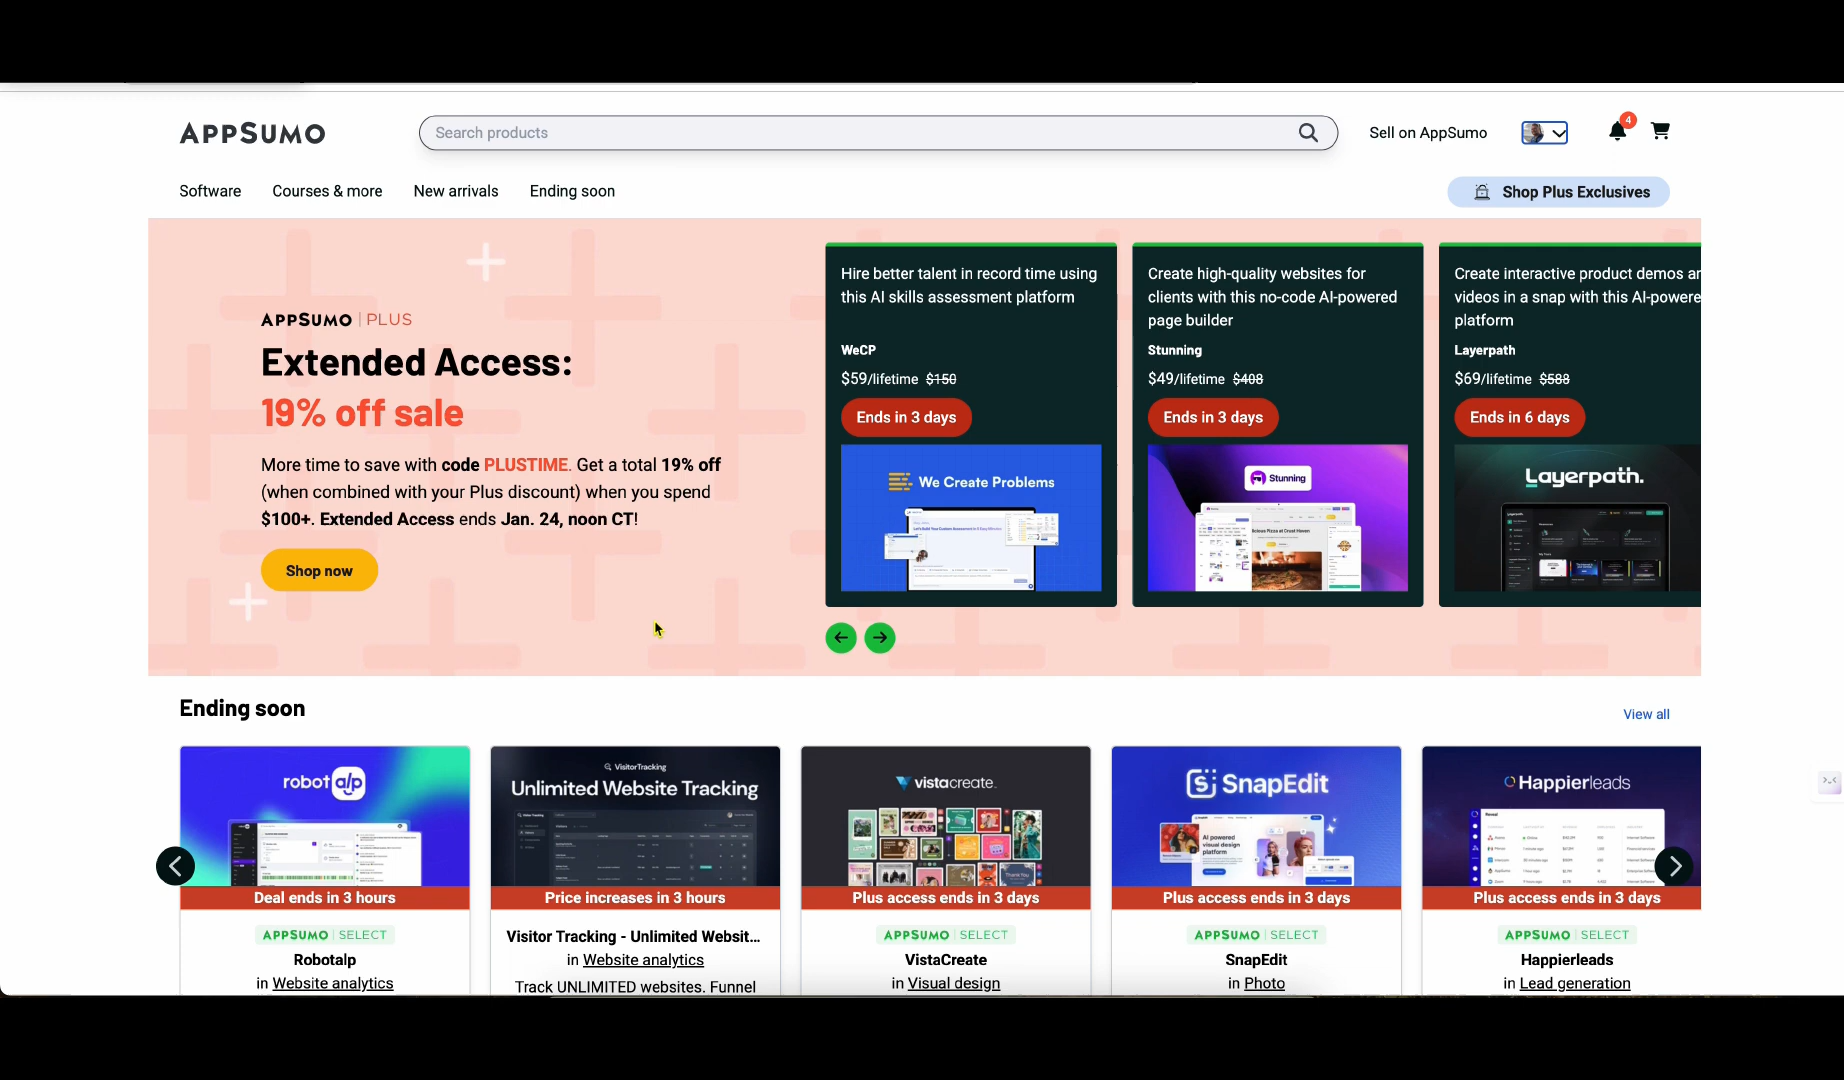 APPSUMO
Search products
Sell on AppSumo
4
Software
Courses & more
New arrivals
Ending soon
Shop Plus Exclusives
APPSUMO | PLUS
Extended Access:
19% off sale
More time to save with code PLUSTIME. Get a total 19% off
(when combined with your Plus discount) when you spend
$100+. Extended Access ends Jan. 24, noon CT!
Shop now
Hire better talent in record time using
this AI skills assessment platform
WeCP
$59/lifetime $150
Ends in 3 days
We Create Problems
Create high-quality websites for
clients with this no-code AI-powered
page builder
Stunning
$49/lifetime $408
Ends in 3 days
Stunning
Create interactive product demos ar
videos in a snap with this AI-powere
platform
Layerpath
$69/lifetime $588
Ends in 6 days
Layerpath.
Ending soon
View all
robot alp
Deal ends in 3 hours
APPSUMO | SELECT
Robotalp
in Website analytics
VisitorTracking
Unlimited Website Tracking
Price increases in 3 hours
Visitor Tracking - Unlimited Websit...
in Website analytics
Track UNLIMITED websites. Funnel
vistacreate.
Plus access ends in 3 days
APPSUMO | SELECT
VistaCreate
in Visual design
SnapEdit
AI powered
visual design
platform
Plus access ends in 3 days
APPSUMO | SELECT
SnapEdit
in Photo
Happierleads
Plus access ends in 3 days
APPSUMO | SELECT
Happierleads
in Lead generation